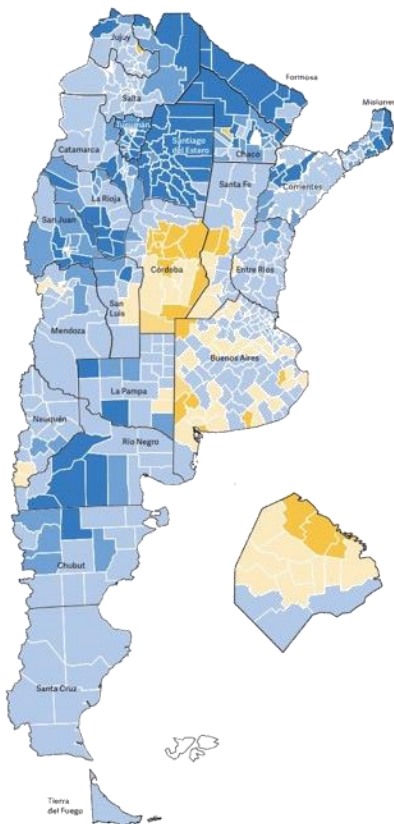 Jujuy
Formosa
Salta
Misiones
Tucumán
Santiago
del Estero
Catamarca
Chaco
Corrientes
Santa Fe
La Rioja
San Juan
Córdoba
Entre Ríos
San
Luis
Mendoza
Buenos Aires
La Pampa
Neuquén
Río Negro
Chubut
Santa Cruz
Tierra
del Fuego